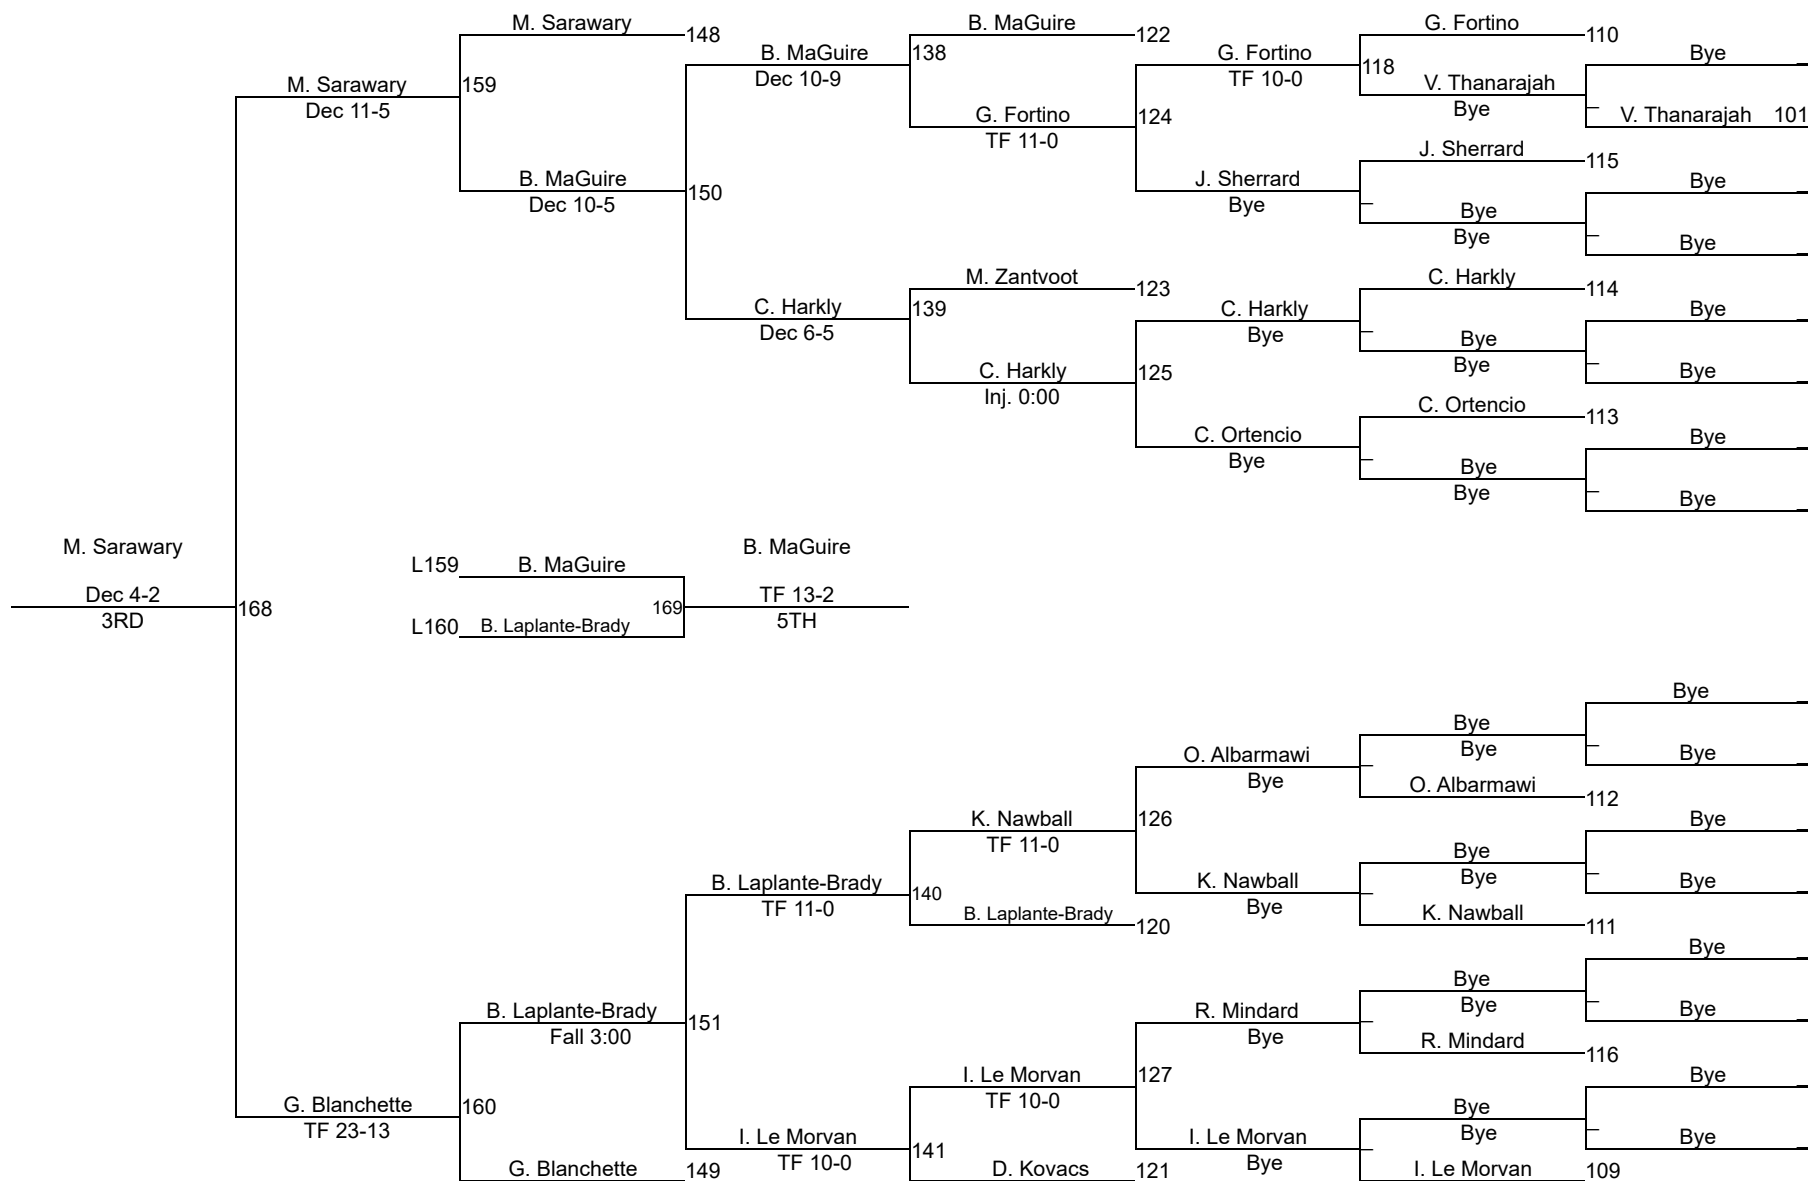 M. Sarawary
148
B. MaGuire
122
G. Fortino
110
B. MaGuire
Dec 10-9
138
G. Fortino
TF 10-0
118
Bye
M. Sarawary
Dec 11-5
159
V. Thanarajah
Bye
G. Fortino
TF 11-0
124
V. Thanarajah 101
J. Sherrard
115
B. MaGuire
Dec 10-5
150
J. Sherrard
Bye
Bye
Bye
Bye
Bye
M. Zantvoot
123
C. Harkly
114
C. Harkly
Dec 6-5
139
C. Harkly
Bye
Bye
Bye
Bye
C. Harkly
Inj. 0:00
125
Bye
C. Ortencio
113
C. Ortencio
Bye
Bye
Bye
Bye
Bye
M. Sarawary
Dec 4-2
3RD
168
L159
B. MaGuire
L160
B. Laplante-Brady
169
B. MaGuire
TF 13-2
5TH
Bye
Bye
Bye
O. Albarmawi
Bye
Bye
O. Albarmawi
112
K. Nawball
TF 11-0
126
Bye
Bye
Bye
B. Laplante-Brady
TF 11-0
140
K. Nawball
Bye
Bye
B. Laplante-Brady
120
K. Nawball
111
Bye
Bye
Bye
B. Laplante-Brady
Fall 3:00
151
R. Mindard
Bye
Bye
R. Mindard
116
I. Le Morvan
TF 10-0
127
Bye
G. Blanchette
TF 23-13
160
Bye
Bye
I. Le Morvan
TF 10-0
141
I. Le Morvan
Bye
Bye
G. Blanchette
149
D. Kovacs
121
I. Le Morvan
109